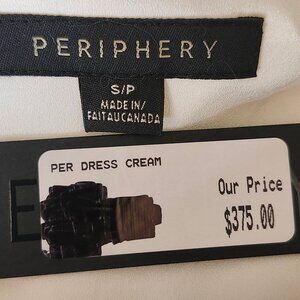 PERIPHERY
S/P
MADE IN/
FAIT AU CANADA
PER DRESS CREAM
Our Price
$375.00
E